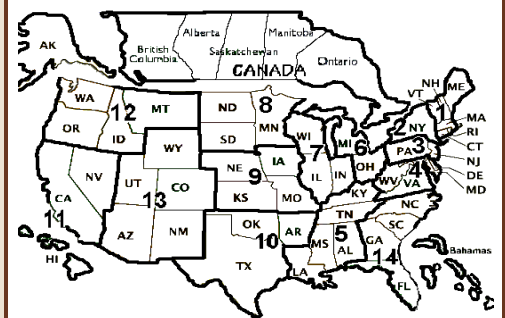 AK
Alberta
Manitoba
British
Columbia
Saskatchewan
Ontario
CANADA
WA
MT
ND
8
MN
12
OR
ID
SD
WY
WI
MI
NH
VT
ME
1
MA
RI
CT
NJ
DE
MD
2
NY
3
PA
4
6
7
OH
IN
IL
IA
NE
9
NV
UT
CO
13
CA
11
KS
MO
WV
VA
KY
NC
TN
SC
HI
AZ
NM
OK
10
AR
TX
LA
MS
5
AL
GA
14
FL
Bahamas